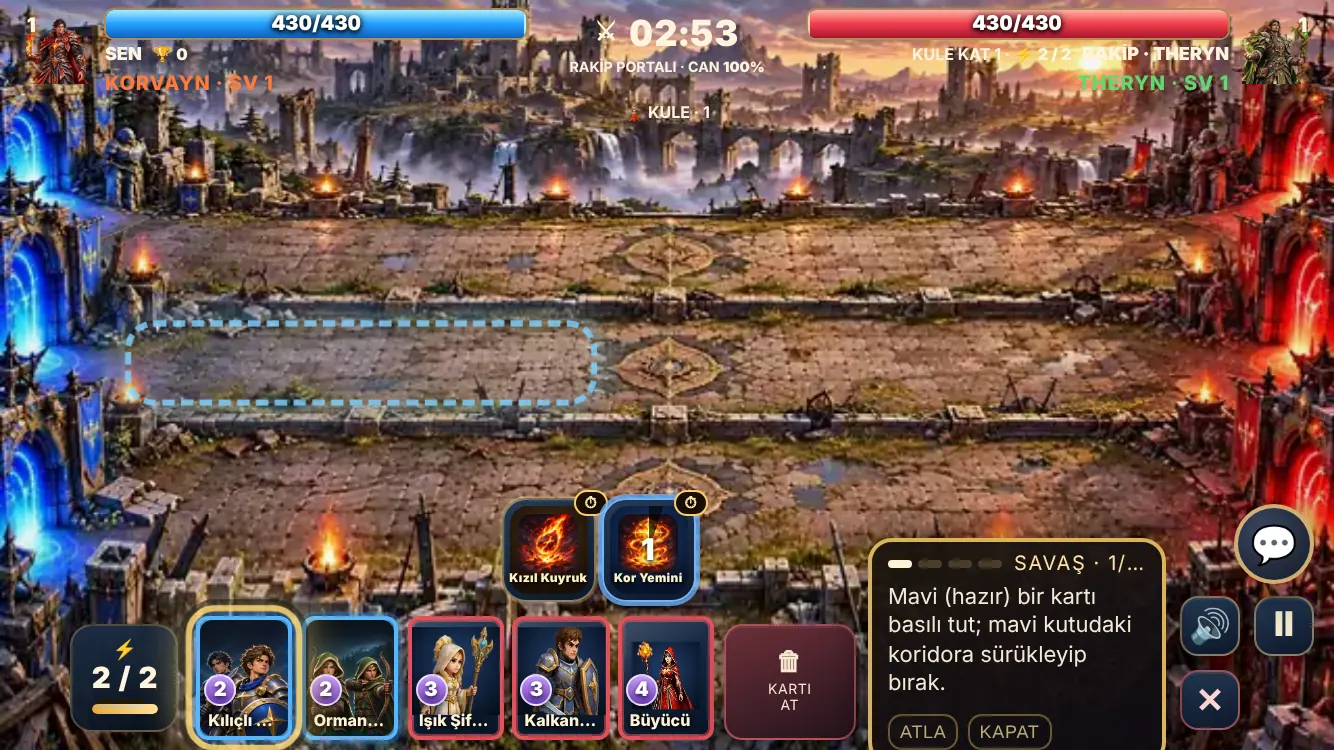 1
430/430
SEN 🏆 0
KORVAYN · SV 1
⚔ 02:53
RAKİP PORTALI · CAN 100%
KULE · 1
430/430
1
KULE KAT 1 · ⚡ 2/2 RAKİP · THERYN
THERYN · SV 1
Kızıl Kuyruk
1
Kor Yemini
⚡
2 / 2
2
Kılıçlı ...
2
Orman...
3
Işık Şif...
3
Kalkan...
4
Büyücü
KARTI
AT
SAVAŞ · 1/...
Mavi (hazır) bir kartı
basılı tut; mavi kutudaki
koridora sürükleyip
bırak.
ATLA
KAPAT